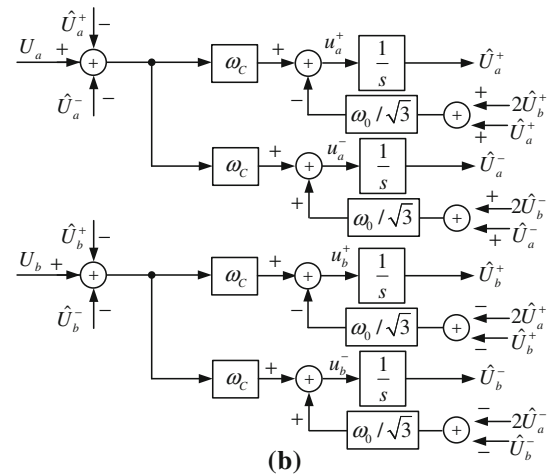 Û_a^+ −
U_a + + ω_C + + u_a^+ 1/s Û_a^+
Û_a^- − − ω_0 / √3 + + 2Û_b^+
+ Û_a^+
ω_C + + u_a^- 1/s Û_a^-
+ ω_0 / √3 + + 2Û_b^-
+ Û_a^-
Û_b^+ −
U_b + + ω_C + + u_b^+ 1/s Û_b^+
Û_b^- − − ω_0 / √3 + − 2Û_a^+
− Û_b^+
ω_C + + u_b^- 1/s Û_b^-
+ ω_0 / √3 + − 2Û_a^-
− Û_b^-
(b)